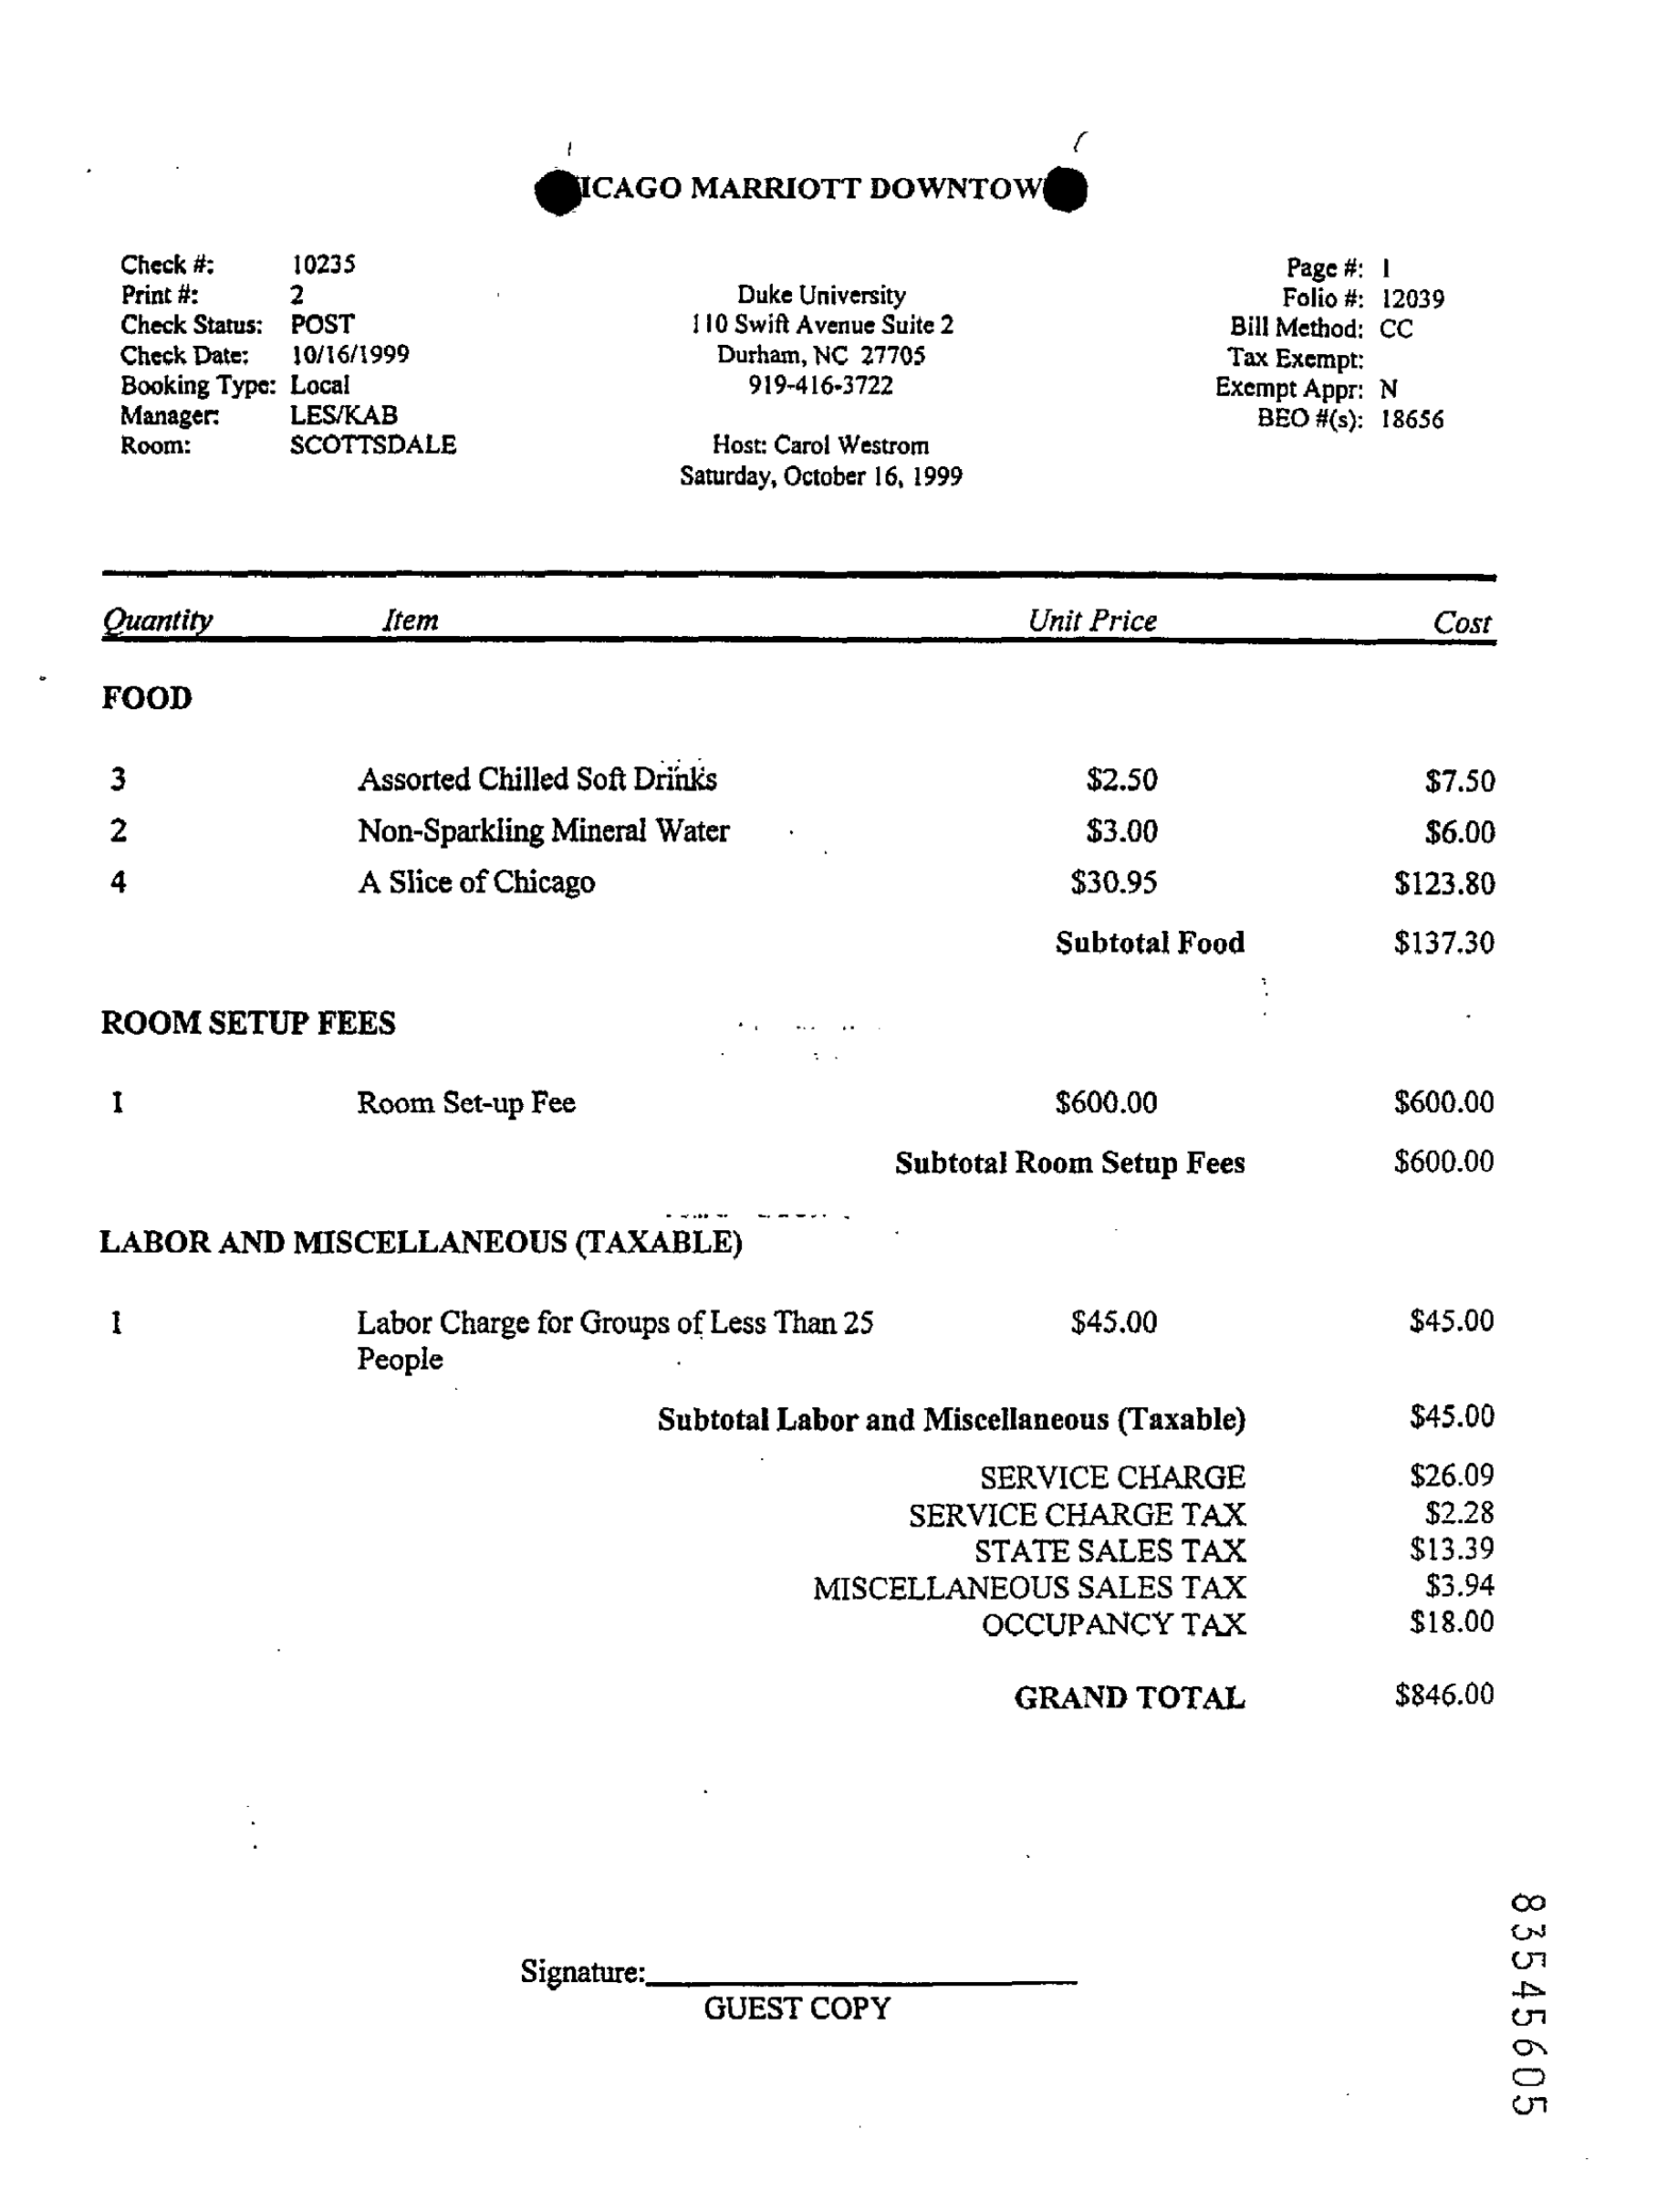 ICAGO MARRIOTT DOWNTOW
Check #: 10235
Print #: 2
Check Status: POST
Check Date: 10/16/1999
Booking Type: Local
Manager: LES/KAB
Room: SCOTTSDALE
Duke University
110 Swift Avenue Suite 2
Durham, NC 27705
919-416-3722
Host: Carol Westrom
Saturday, October 16, 1999
Page #: 1
Folio #: 12039
Bill Method: CC
Tax Exempt:
Exempt Appr: N
BEO #(s): 18656
Quantity Item Unit Price Cost
FOOD
3 Assorted Chilled Soft Drinks $2.50 $7.50
2 Non-Sparkling Mineral Water $3.00 $6.00
4 A Slice of Chicago $30.95 $123.80
Subtotal Food $137.30
ROOM SETUP FEES
1 Room Set-up Fee $600.00 $600.00
Subtotal Room Setup Fees $600.00
LABOR AND MISCELLANEOUS (TAXABLE)
1 Labor Charge for Groups of Less Than 25 $45.00 $45.00
People
Subtotal Labor and Miscellaneous (Taxable) $45.00
SERVICE CHARGE $26.09
SERVICE CHARGE TAX $2.28
STATE SALES TAX $13.39
MISCELLANEOUS SALES TAX $3.94
OCCUPANCY TAX $18.00
GRAND TOTAL $846.00
Signature:
GUEST COPY
83545605